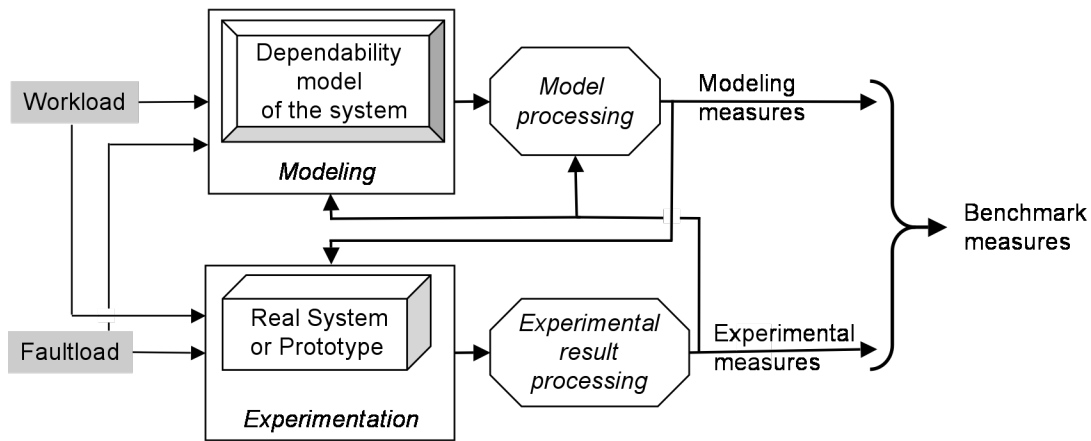 Workload
Dependability
model
of the system
Modeling
Model
processing
Modeling
measures
Benchmark
measures
Faultload
Real System
or Prototype
Experimentation
Experimental
result
processing
Experimental
measures